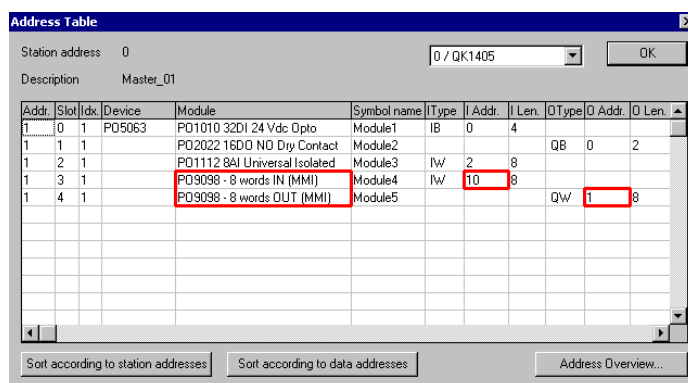 Address Table
Station address 0 0 / QK1405 OK
Description Master_01
Addr. Slot Idx. Device Module Symbol name IType I Addr. I Len. OType O Addr. O Len.
1 0 1 PO5063 PO1010 32DI 24 Vdc Opto Module1 IB 0 4
1 1 1 PO2022 16DO NO Dry Contact Module2 QB 0 2
1 2 1 PO1112 8AI Universal Isolated Module3 IW 2 8
1 3 1 PO9098 - 8 words IN (MMI) Module4 IW 10 8
1 4 1 PO9098 - 8 words OUT (MMI) Module5 QW 1 8
Sort according to station addresses Sort according to data addresses Address Overview...